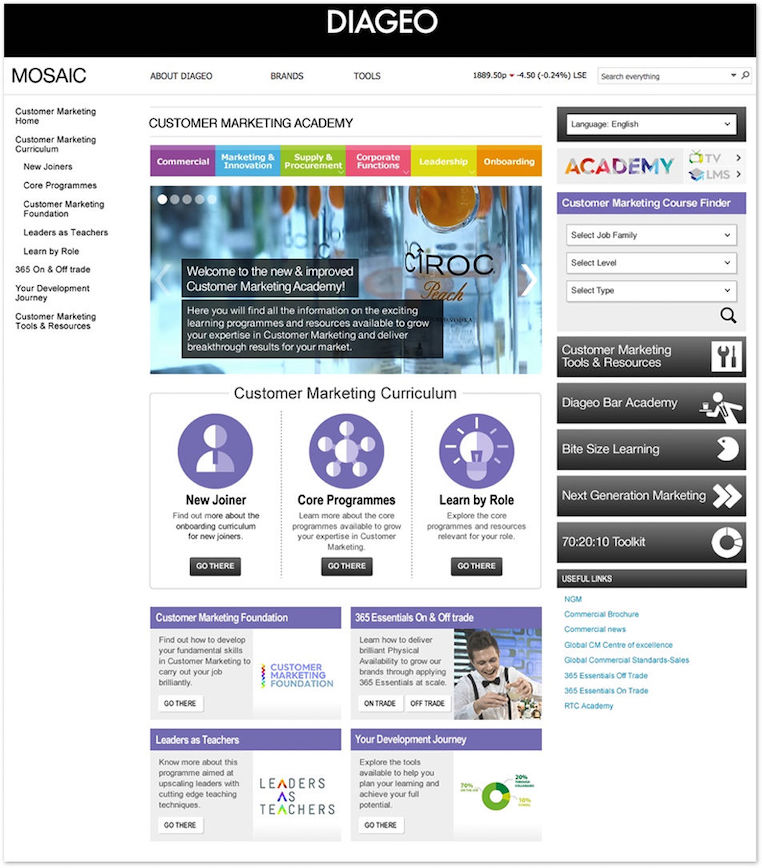 DIAGEO
MOSAIC
ABOUT DIAGEO
BRANDS
TOOLS
1889.50p ▾ -4.50 (-0.24%) LSE
Search everything
Customer Marketing
Home
Customer Marketing
Curriculum
New Joiners
Core Programmes
Customer Marketing
Foundation
Leaders as Teachers
Learn by Role
365 On & Off trade
Your Development
Journey
Customer Marketing
Tools & Resources
CUSTOMER MARKETING ACADEMY
Commercial
Marketing &
Innovation
Supply &
Procurement
Corporate
Functions
Leadership
Onboarding
CÎROC
Peach
VODKA
Welcome to the new & improved
Customer Marketing Academy!
Here you will find all the information on the exciting
learning programmes and resources available to grow
your expertise in Customer Marketing and deliver
breakthrough results for your market.
Customer Marketing Curriculum
New Joiner
Find out more about the
onboarding curriculum
for new joiners.
GO THERE
Core Programmes
Learn more about the core
programmes available to grow
your expertise in Customer
Marketing.
GO THERE
Learn by Role
Explore the core
programmes and resources
relevant for your role.
GO THERE
Customer Marketing Foundation
Find out how to develop
your fundamental skills
in Customer Marketing to
carry out your job
brilliantly.
GO THERE
CUSTOMER
MARKETING
FOUNDATION
365 Essentials On & Off trade
Learn how to deliver
brilliant Physical
Availability to grow our
brands through applying
365 Essentials at scale.
ON TRADE
OFF TRADE
Leaders as Teachers
Know more about this
programme aimed at
upscaling leaders with
cutting edge teaching
techniques.
GO THERE
LEADERS
AS
TEACHERS
Your Development Journey
Explore the tools
available to help you
plan your learning and
achieve your full
potential.
GO THERE
70%
ON THE JOB
20%
THROUGH
COLLEAGUES
10%
Language: English
ACADEMY
TV
LMS
Customer Marketing Course Finder
Select Job Family
Select Level
Select Type
Customer Marketing
Tools & Resources
Diageo Bar Academy
Bite Size Learning
Next Generation Marketing
70:20:10 Toolkit
USEFUL LINKS
NGM
Commercial Brochure
Commercial news
Global CM Centre of excellence
Global Commercial Standards-Sales
365 Essentials Off Trade
365 Essentials On Trade
RTC Academy